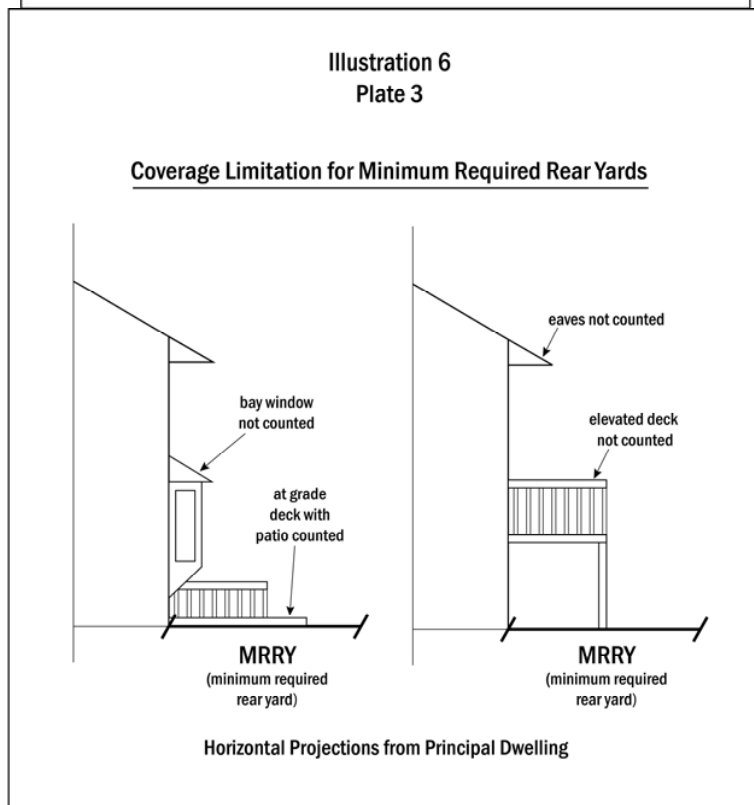 Illustration 6
Plate 3
Coverage Limitation for Minimum Required Rear Yards
eaves not counted
bay window
not counted
elevated deck
not counted
at grade
deck with
patio counted
MRRY
(minimum required
rear yard)
MRRY
(minimum required
rear yard)
Horizontal Projections from Principal Dwelling